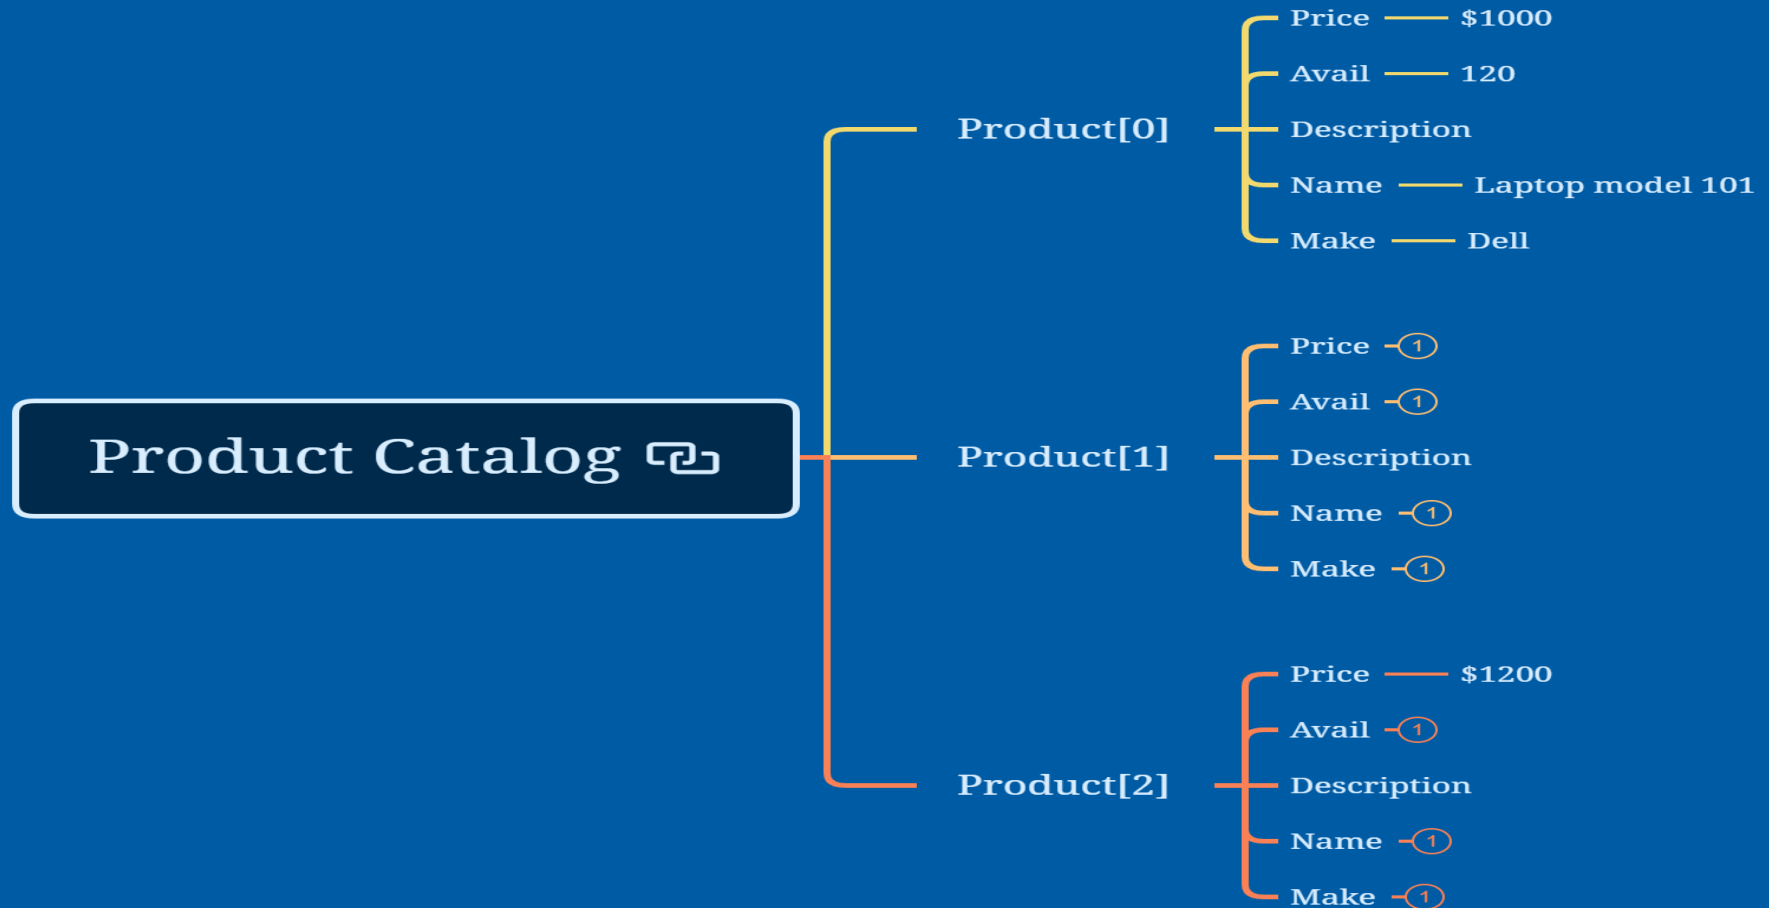 Product Catalog
Product[0]
Price $1000
Avail 120
Description
Name Laptop model 101
Make Dell
Product[1]
Price 1
Avail 1
Description
Name 1
Make 1
Product[2]
Price $1200
Avail 1
Description
Name 1
Make 1